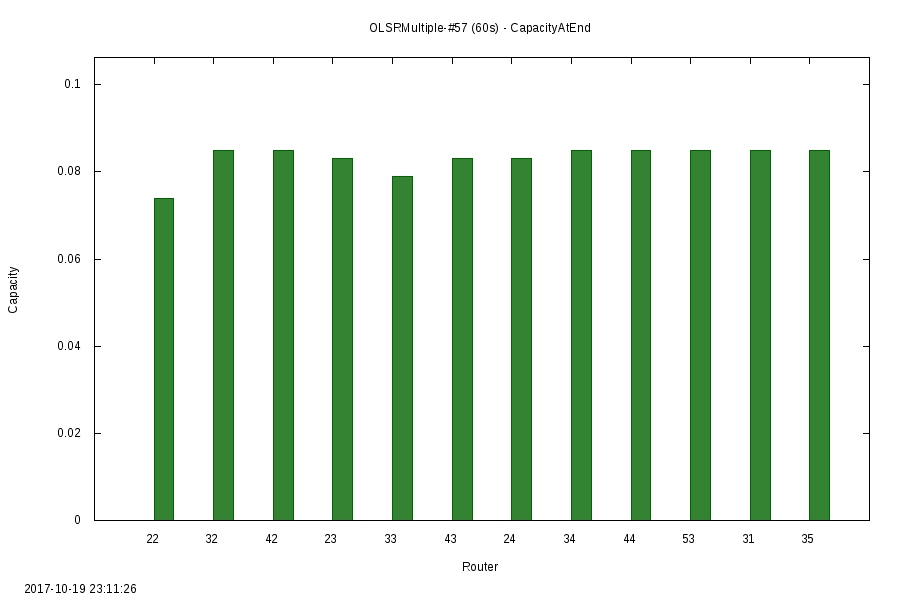 OLSRMultiple-#57 (60s) - CapacityAtEnd
0.1
0.08
0.06
0.04
0.02
0
Capacity
22 32 42 23 33 43 24 34 44 53 31 35
Router
2017-10-19 23:11:26